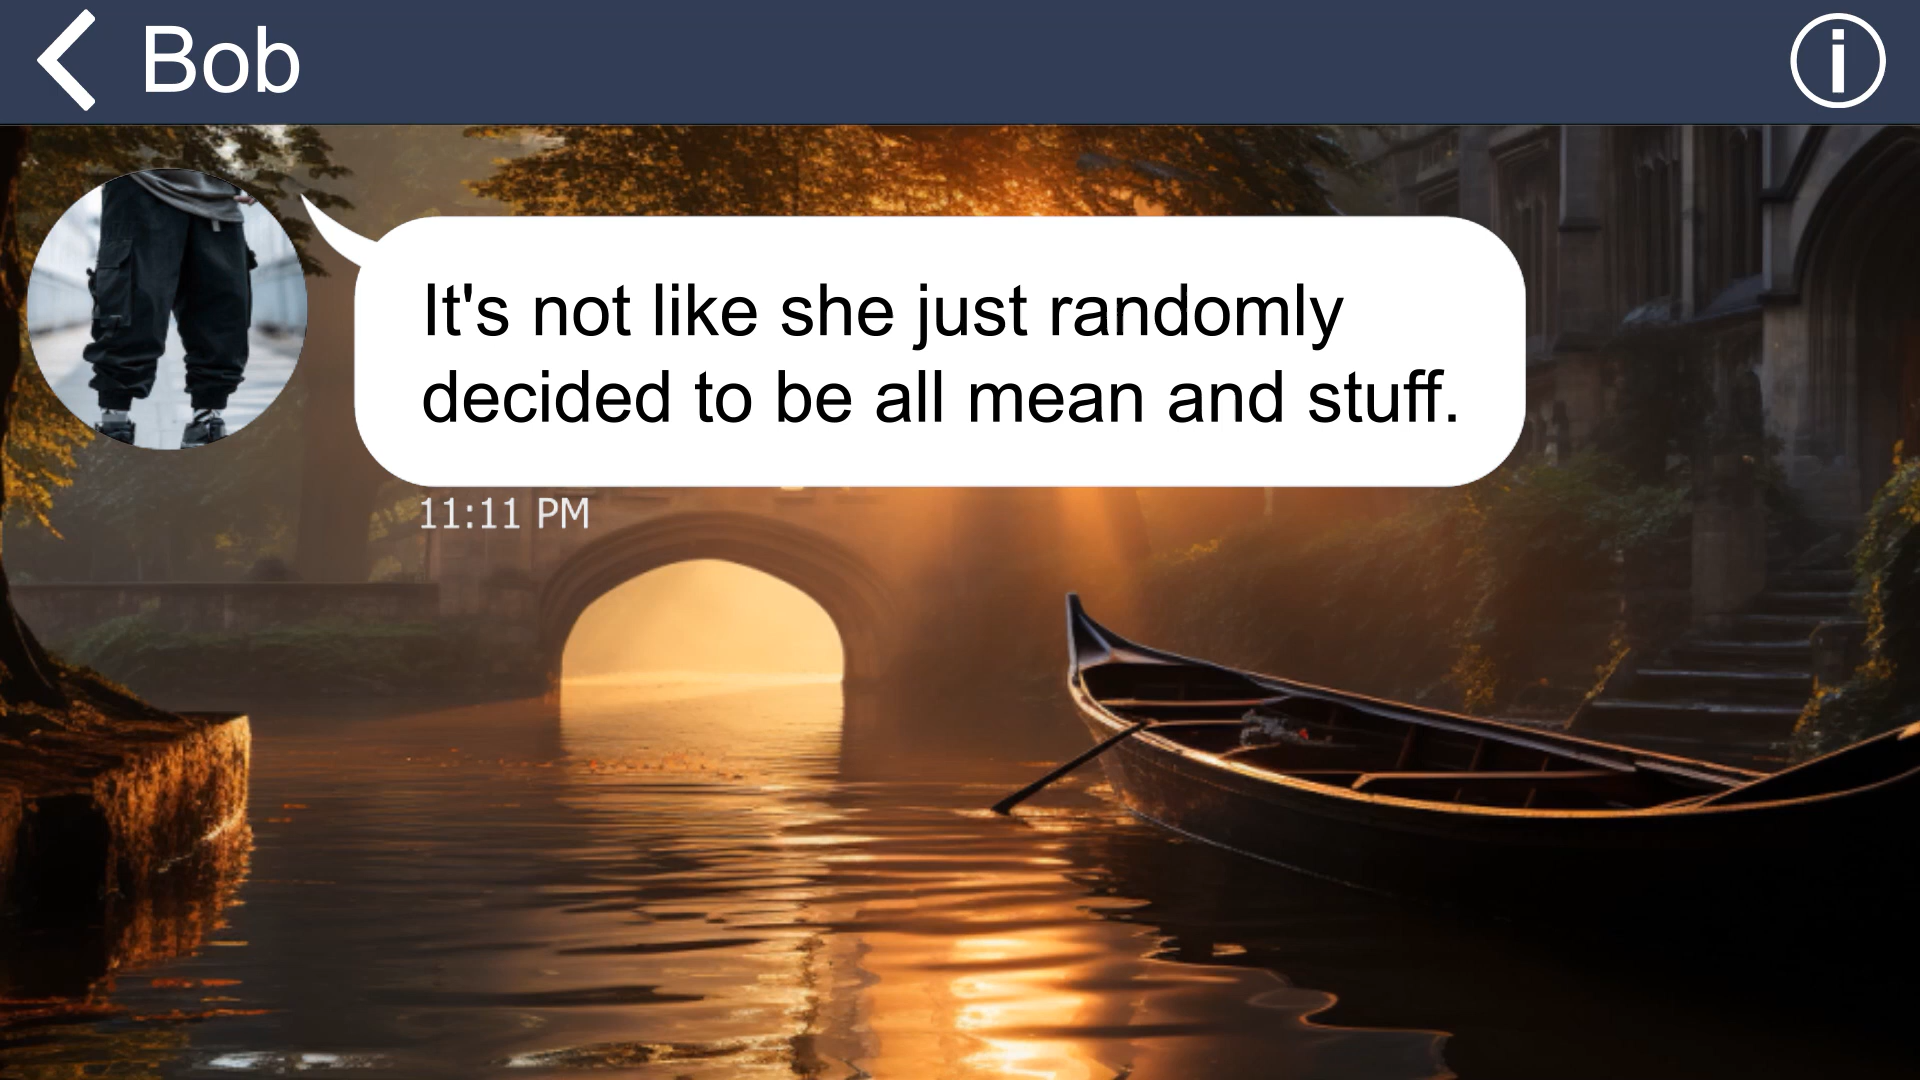 Bob
It's not like she just randomly
decided to be all mean and stuff.
11:11 PM